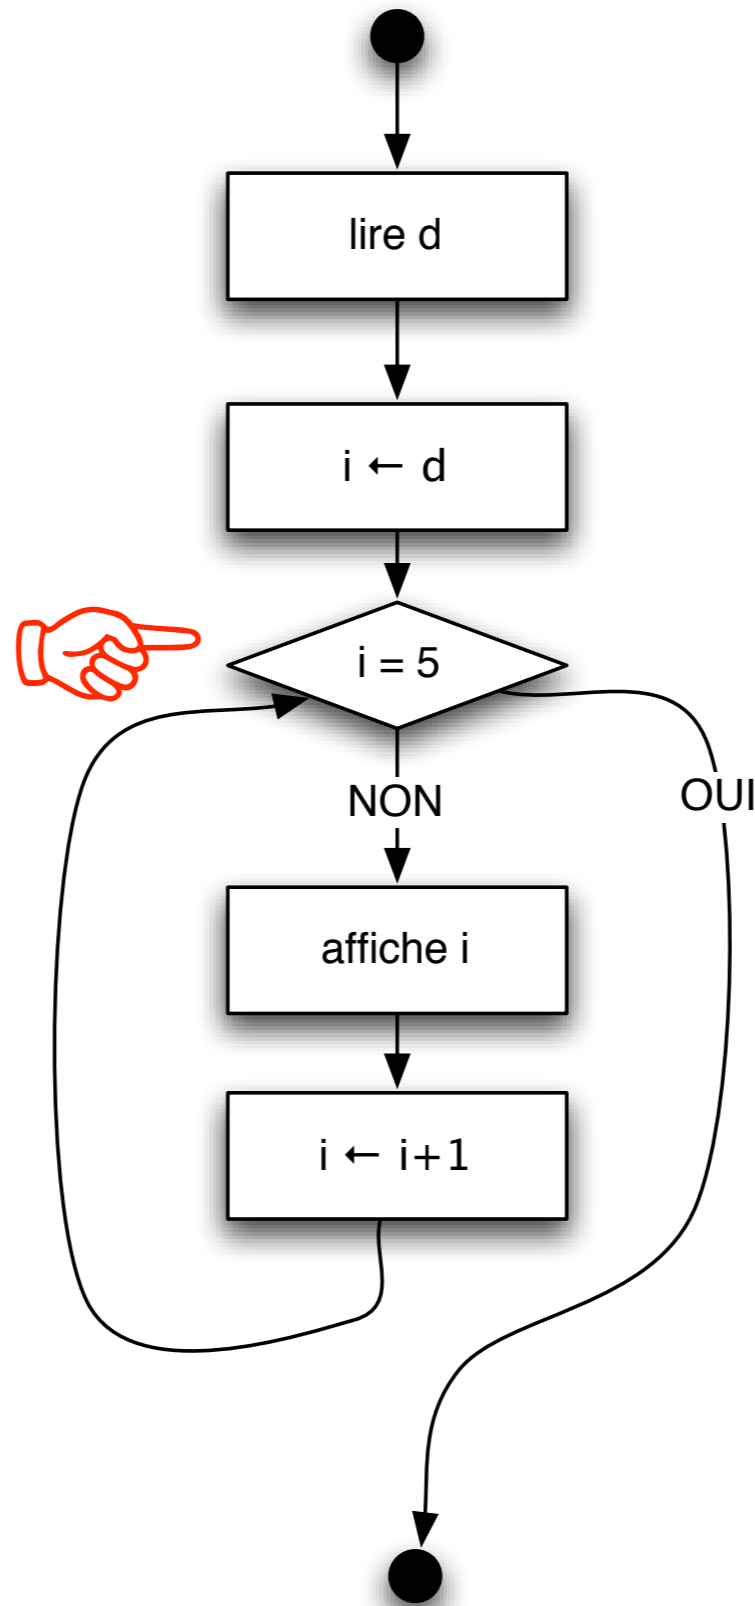 lire d
i ← d
i = 5
NON
OUI
affiche i
i ← i+1